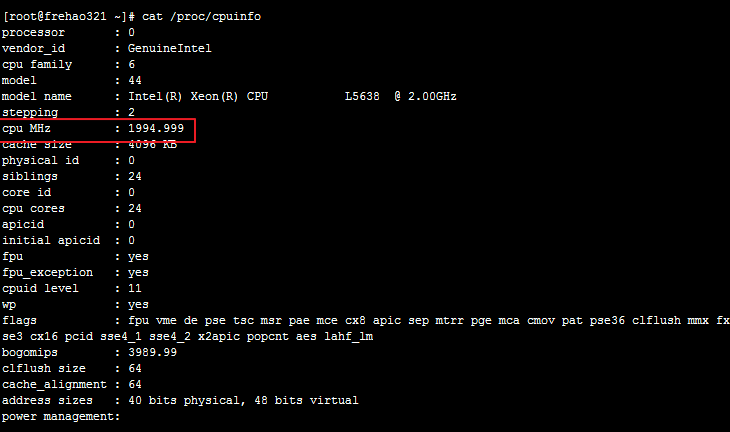 [root@frehao321 ~]# cat /proc/cpuinfo
processor       : 0
vendor_id       : GenuineIntel
cpu family      : 6
model           : 44
model name      : Intel(R) Xeon(R) CPU           L5638  @ 2.00GHz
stepping        : 2
cpu MHz         : 1994.999
cache size      : 4096 KB
physical id     : 0
siblings        : 24
core id         : 0
cpu cores       : 24
apicid          : 0
initial apicid  : 0
fpu             : yes
fpu_exception   : yes
cpuid level     : 11
wp              : yes
flags           : fpu vme de pse tsc msr pae mce cx8 apic sep mtrr pge mca cmov pat pse36 clflush mmx fx
se3 cx16 pcid sse4_1 sse4_2 x2apic popcnt aes lahf_lm
bogomips        : 3989.99
clflush size    : 64
cache_alignment : 64
address sizes   : 40 bits physical, 48 bits virtual
power management: